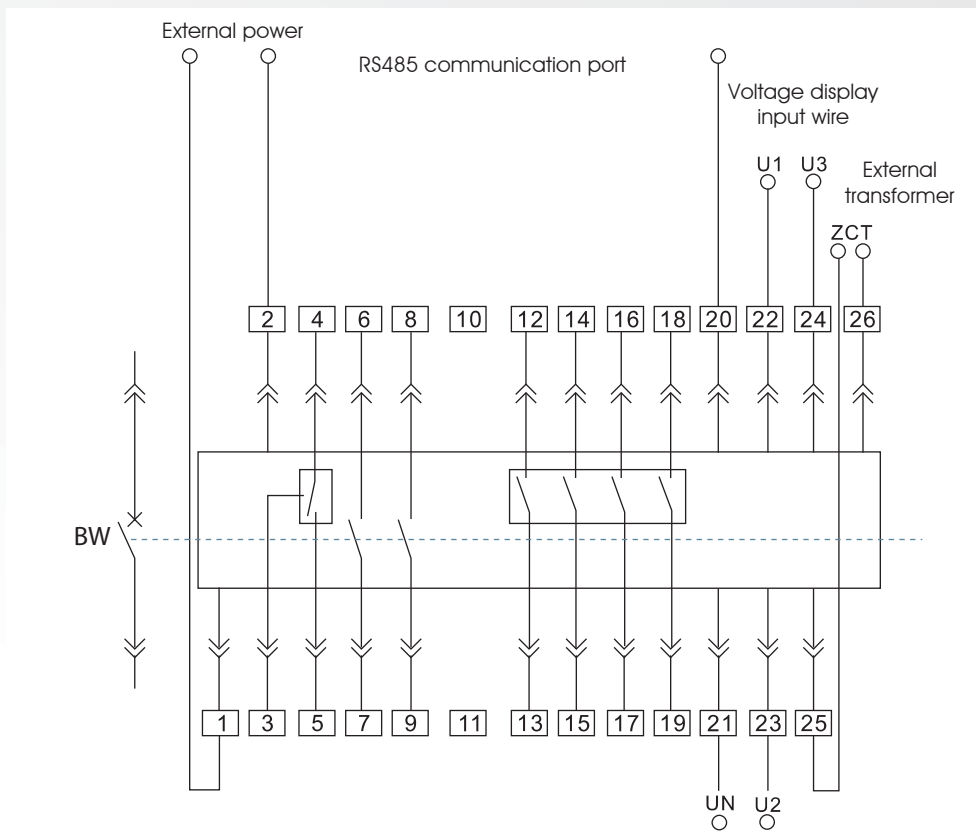 External power
RS485 communication port
Voltage display
input wire
U1 U3
External
transformer
ZCT
2 4 6 8 10 12 14 16 18 20 22 24 26
BW
1 3 5 7 9 11 13 15 17 19 21 23 25
UN U2